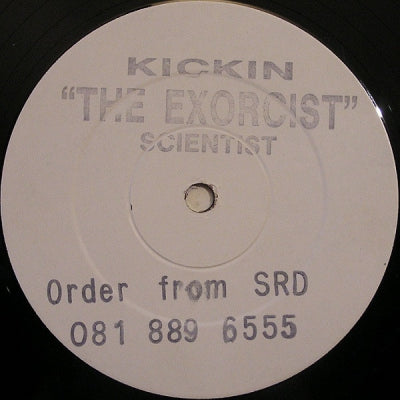 KICKIN
"THE EXORCIST"
SCIENTIST
Order from SRD
081 889 6555